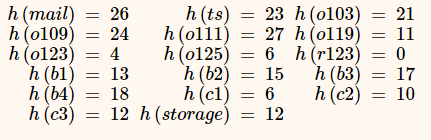 h(mail) = 26 h(ts) = 23 h(o103) = 21
h(o109) = 24 h(o111) = 27 h(o119) = 11
h(o123) = 4 h(o125) = 6 h(r123) = 0
h(b1) = 13 h(b2) = 15 h(b3) = 17
h(b4) = 18 h(c1) = 6 h(c2) = 10
h(c3) = 12 h(storage) = 12